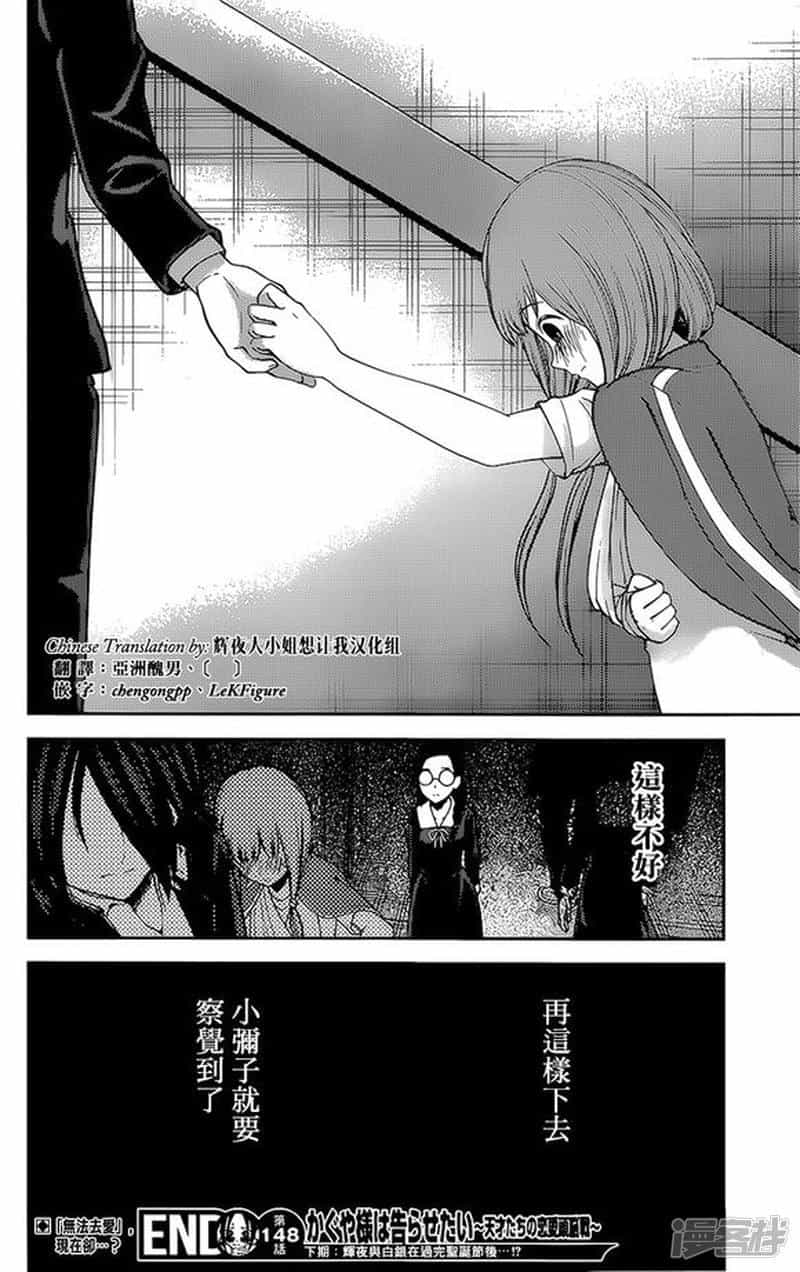 Chinese Translation by: 辉夜大小姐想让我汉化组
翻譯：亞洲醜男、〔　〕
嵌字：chengongpp、LeKFigure
這樣不好
再這樣下去
小彌子就要
察覺到了
「無法去愛」，
現在卻…？
END
第148話
かぐや様は告らせたい～天才たちの恋愛頭脳戦～
下期：輝夜與白銀在過完聖誕節後…!?
漫客栈